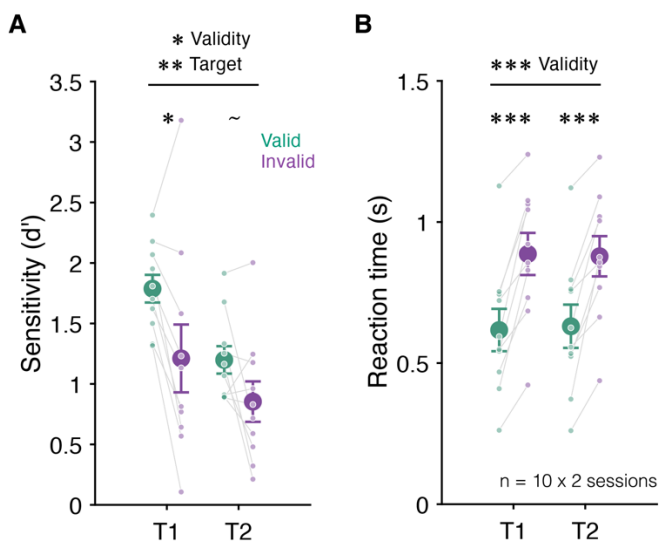 A
* Validity
** Target
* ~
Valid
Invalid
Sensitivity (d')
3.5
3
2.5
2
1.5
1
0.5
0
T1 T2
B
*** Validity
*** ***
Reaction time (s)
1.5
1
0.5
0
n = 10 x 2 sessions
T1 T2